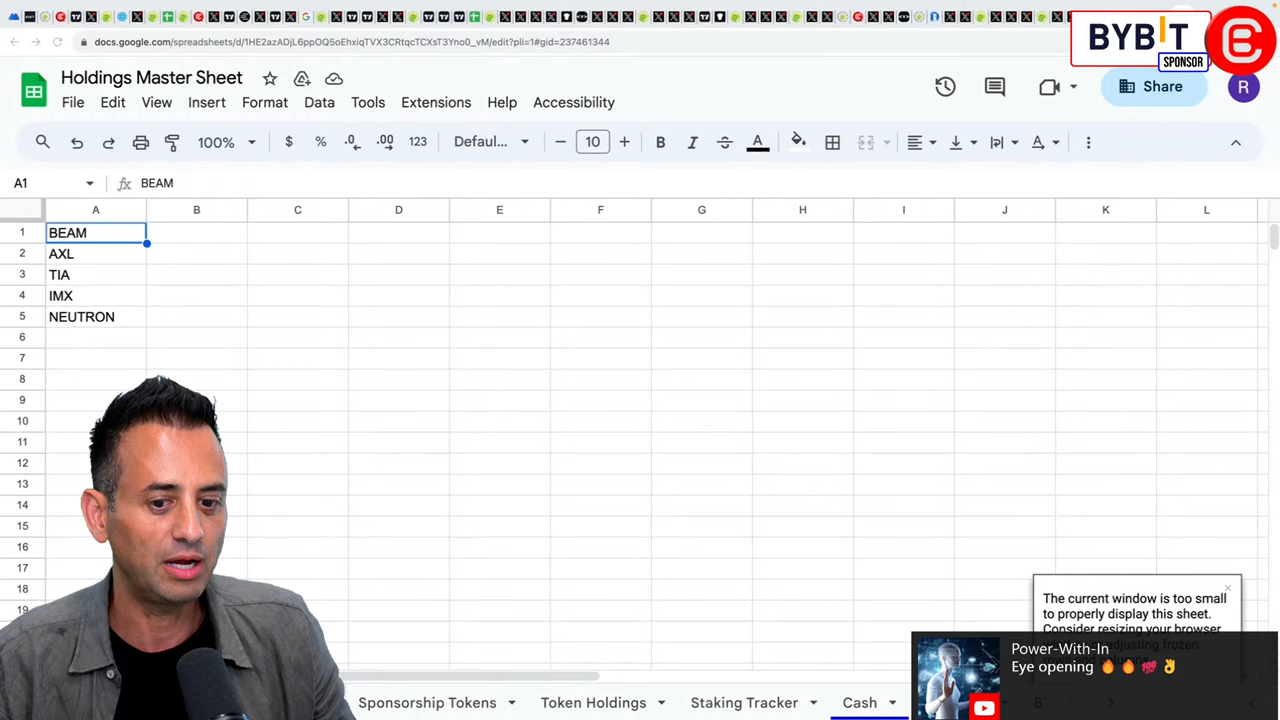 docs.google.com/spreadsheets/d/1HE2azADjL6ppOQ5oEhxiqTVX3CRtqcTCXsT3Yno0_vM/edit?pli=1#gid=237461344
BYBIT
SPONSOR
Holdings Master Sheet
File Edit View Insert Format Data Tools Extensions Help Accessibility
Share
R
100% $ % .0 .00 123 Defaul... 10 B I A
A1 fx BEAM
A B C D E F G H I J K L
1 BEAM
2 AXL
3 TIA
4 IMX
5 NEUTRON
6
7
8
9
10
11
12
13
14
15
16
17
18
19
The current window is too small
to properly display this sheet.
Consider resizing your browser
Power-With-In
Eye opening 🔥 🔥 💯 👌
Sponsorship Tokens Token Holdings Staking Tracker Cash